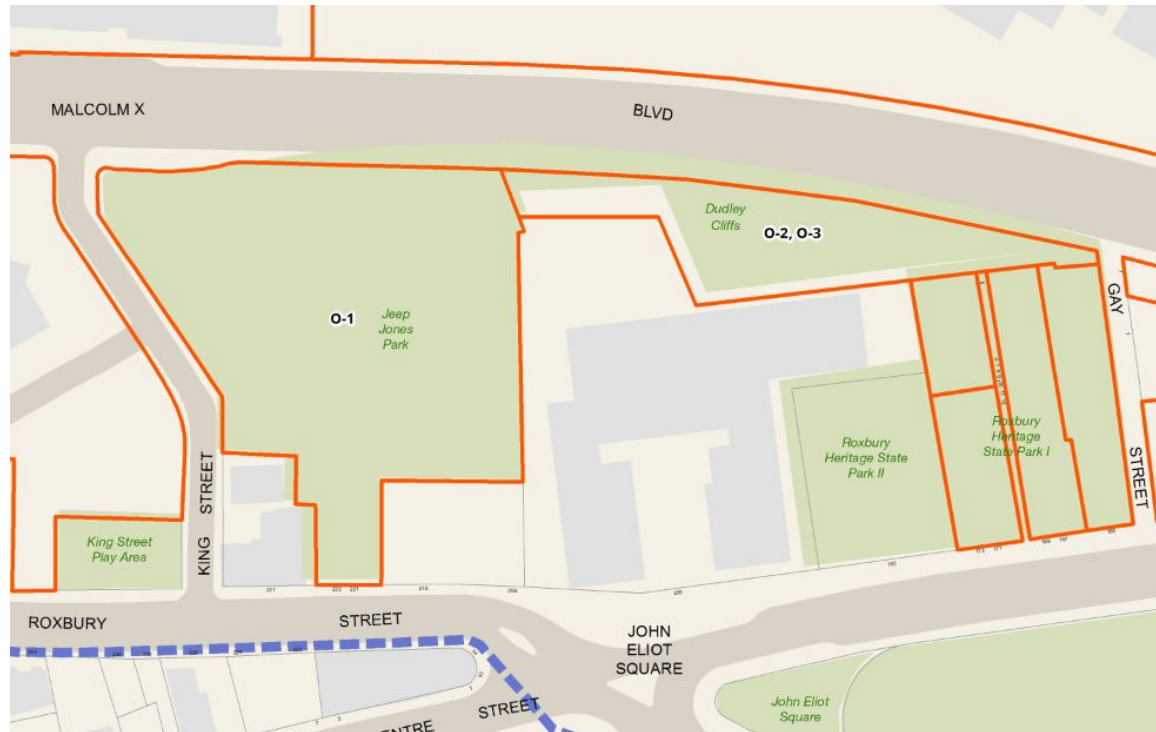 MALCOLM X
BLVD
Dudley
Cliffs
O-2, O-3
O-1
Jeep
Jones
Park
GAY
STREET
Roxbury
Heritage State
Park II
Roxbury
Heritage
State Park I
King Street
Play Area
KING STREET
ROXBURY
STREET
JOHN
ELIOT
SQUARE
John Eliot
Square
CENTRE STREET